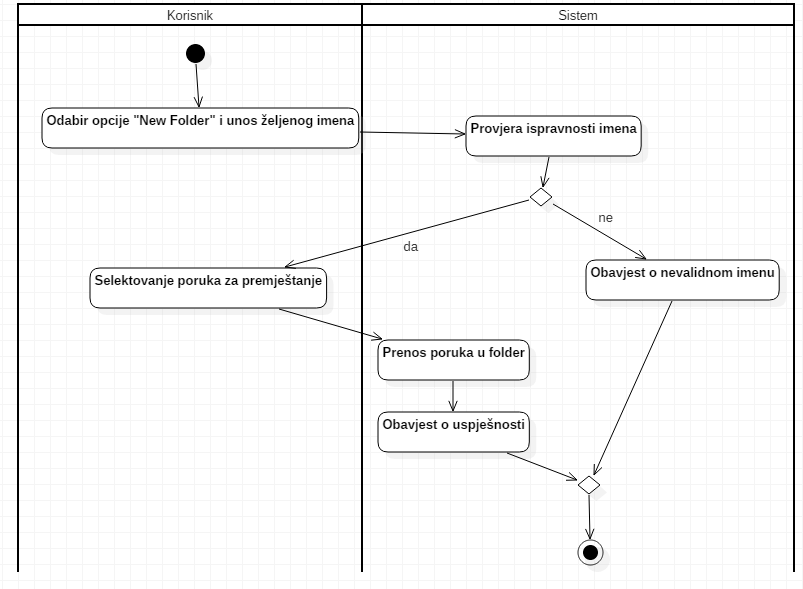 Korisnik
Sistem
Odabir opcije "New Folder" i unos željenog imena
Provjera ispravnosti imena
ne
da
Selektovanje poruka za premještanje
Obavjest o nevalidnom imenu
Prenos poruka u folder
Obavjest o uspješnosti